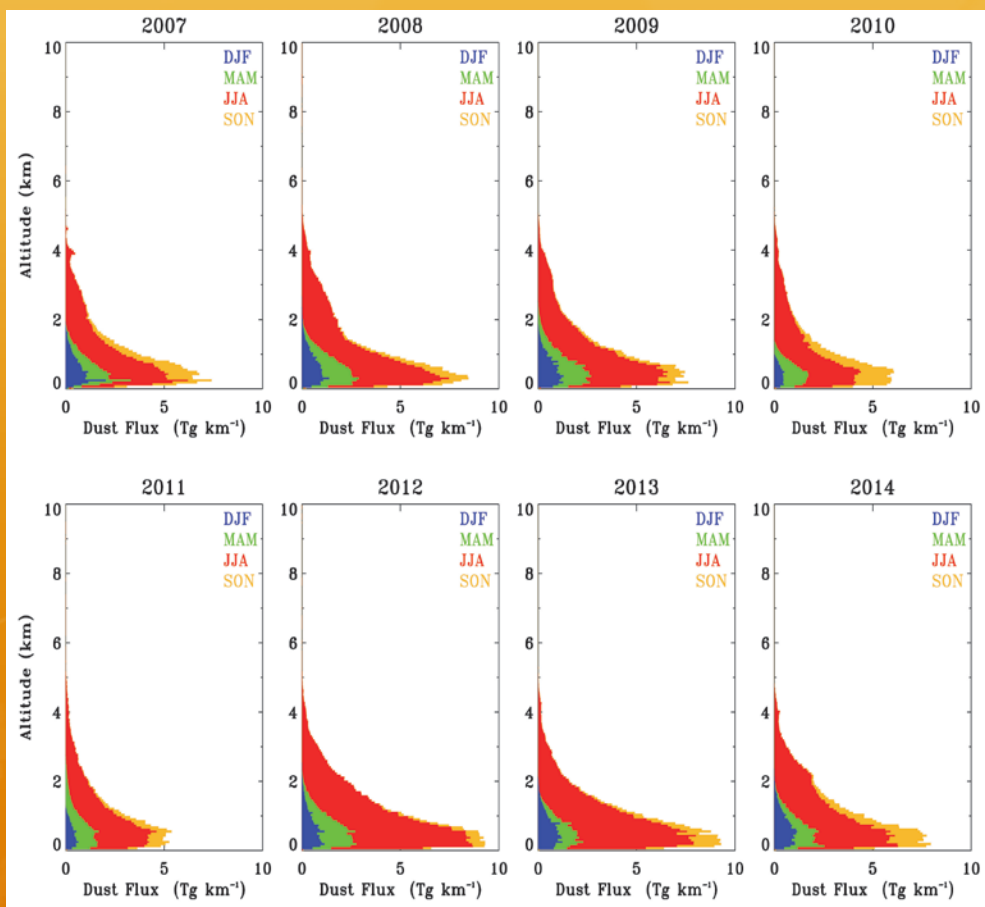 2007
10
8
6
4
2
0
Altitude (km)
DJF
MAM
JJA
SON
0 5 10
Dust Flux (Tg km⁻¹)
2008
10
8
6
4
2
0
DJF
MAM
JJA
SON
0 5 10
Dust Flux (Tg km⁻¹)
2009
10
8
6
4
2
0
DJF
MAM
JJA
SON
0 5 10
Dust Flux (Tg km⁻¹)
2010
10
8
6
4
2
0
DJF
MAM
JJA
SON
0 5 10
Dust Flux (Tg km⁻¹)
2011
10
8
6
4
2
0
Altitude (km)
DJF
MAM
JJA
SON
0 5 10
Dust Flux (Tg km⁻¹)
2012
10
8
6
4
2
0
DJF
MAM
JJA
SON
0 5 10
Dust Flux (Tg km⁻¹)
2013
10
8
6
4
2
0
DJF
MAM
JJA
SON
0 5 10
Dust Flux (Tg km⁻¹)
2014
10
8
6
4
2
0
DJF
MAM
JJA
SON
0 5 10
Dust Flux (Tg km⁻¹)